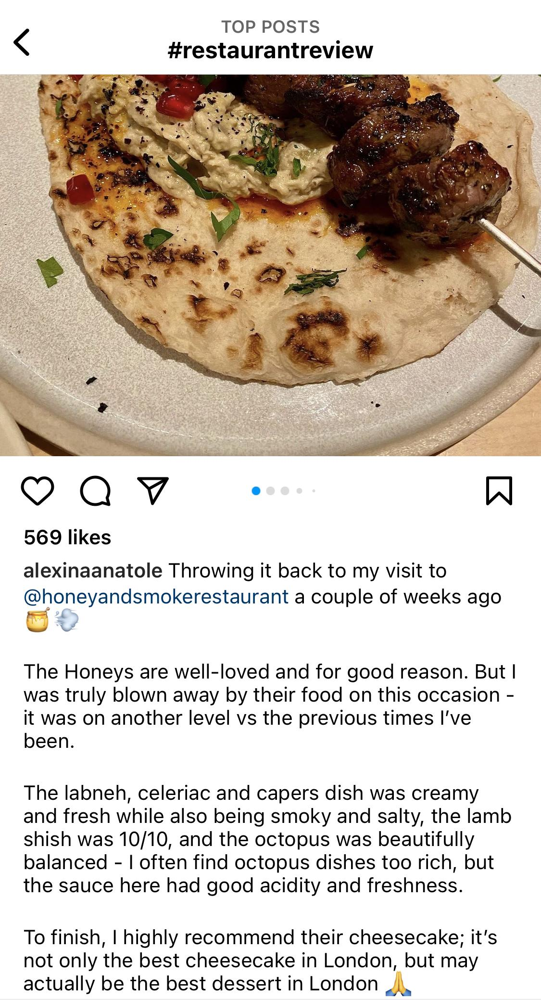 TOP POSTS
#restaurantreview
569 likes
alexinaanatole Throwing it back to my visit to
@honeyandsmokerestaurant a couple of weeks ago
🍯💨
The Honeys are well-loved and for good reason. But I
was truly blown away by their food on this occasion -
it was on another level vs the previous times I’ve
been.
The labneh, celeriac and capers dish was creamy
and fresh while also being smoky and salty, the lamb
shish was 10/10, and the octopus was beautifully
balanced - I often find octopus dishes too rich, but
the sauce here had good acidity and freshness.
To finish, I highly recommend their cheesecake; it’s
not only the best cheesecake in London, but may
actually be the best dessert in London 🙏